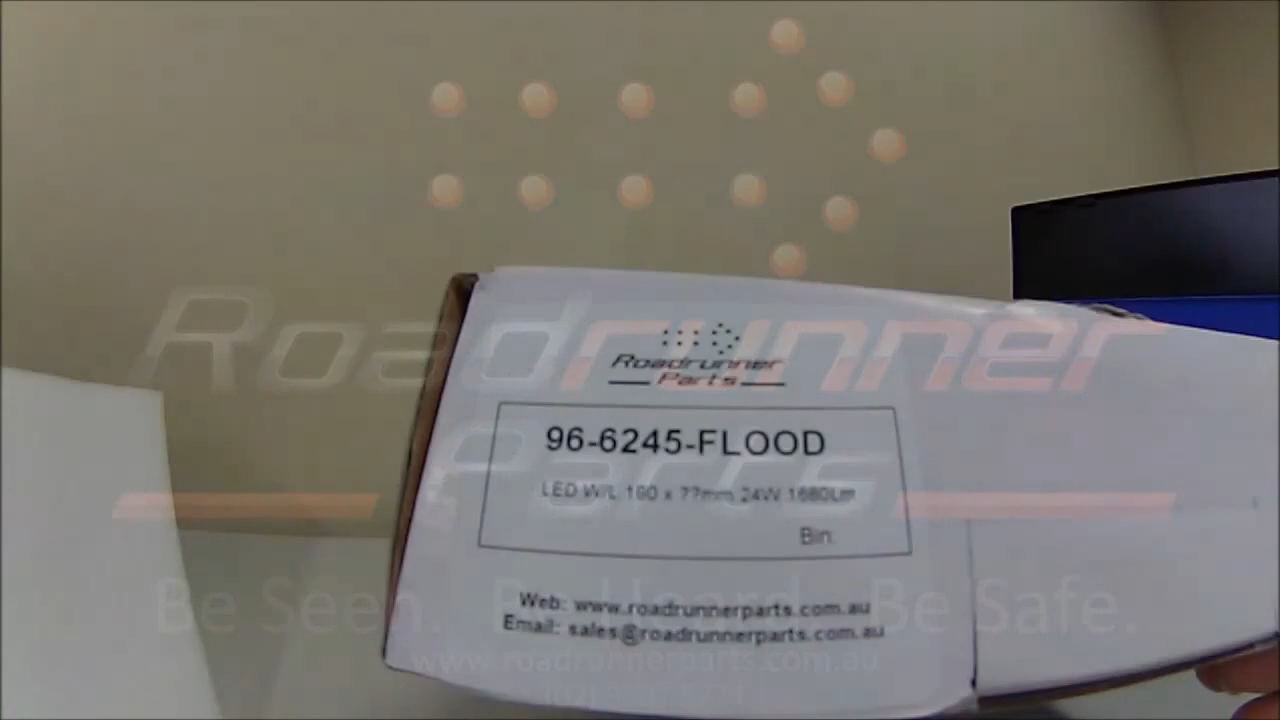 Roadrunner
Parts
Roadrunner
Parts
96-6245-FLOOD
LED W/L 190 x 77mm 24W 1680Lm
Bin:
Web: www.roadrunnerparts.com.au
Email: sales@roadrunnerparts.com.au
Be Seen. Be Heard. Be Safe.
www.roadrunnerparts.com.au